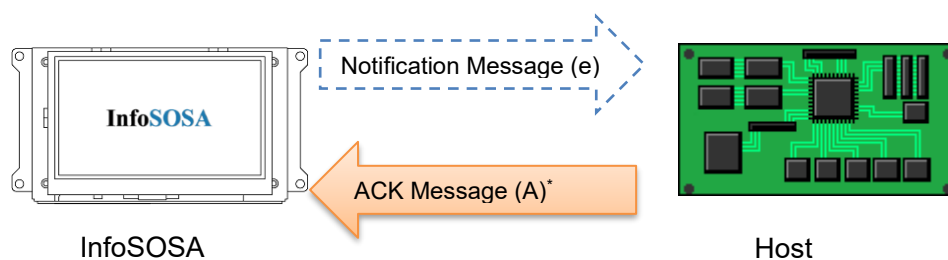 Notification Message (e)
InfoSOSA
ACK Message (A)*
InfoSOSA
Host